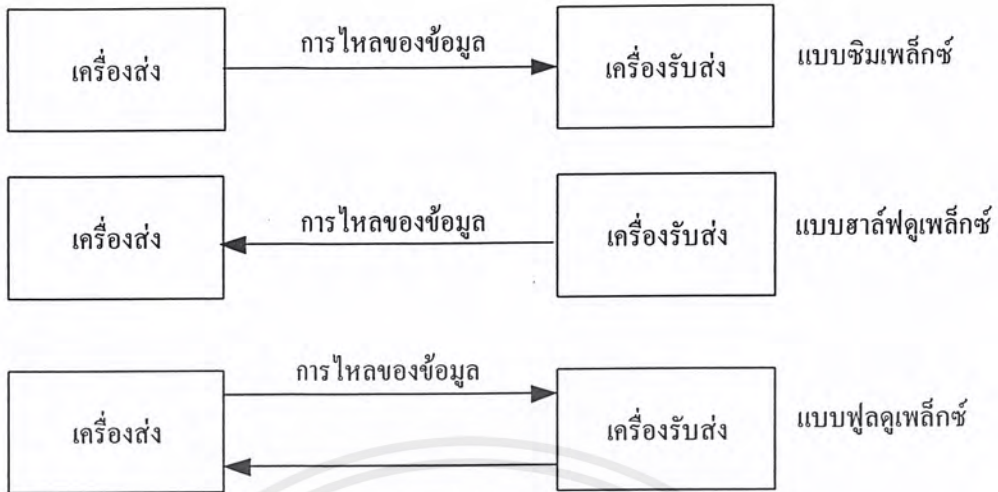 การไหลของข้อมูล
เครื่องส่ง เครื่องรับส่ง แบบซิมเพล็กซ์
การไหลของข้อมูล
เครื่องส่ง เครื่องรับส่ง แบบฮาล์ฟดูเพล็กซ์
การไหลของข้อมูล
เครื่องส่ง เครื่องรับส่ง แบบฟูลดูเพล็กซ์